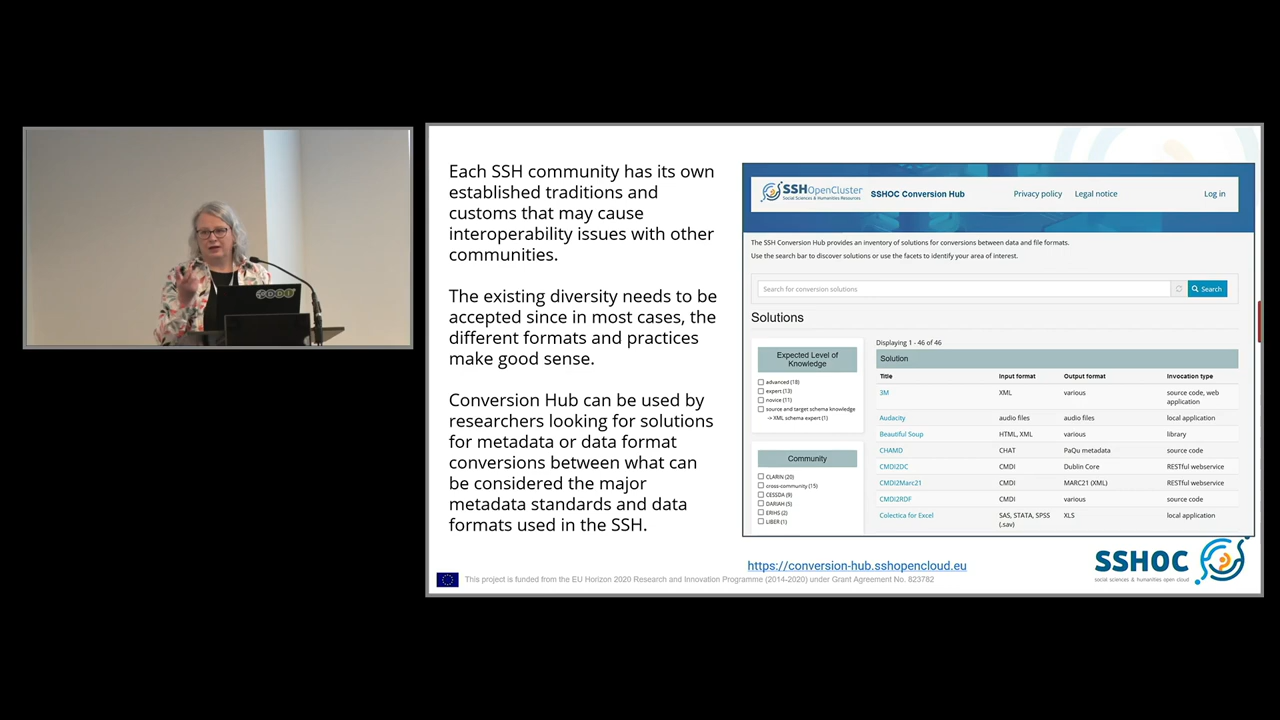 DDI
Each SSH community has its own
established traditions and
customs that may cause
interoperability issues with other
communities.
The existing diversity needs to be
accepted since in most cases, the
different formats and practices
make good sense.
Conversion Hub can be used by
researchers looking for solutions
for metadata or data format
conversions between what can
be considered the major
metadata standards and data
formats used in the SSH.
SSHOPENCLUSTER
Social Sciences & Humanities Resources
SSHOC Conversion Hub
Privacy policy
Legal notice
Log in
The SSH Conversion Hub provides an inventory of solutions for conversions between data and file formats.
Use the search bar to discover solutions or use the facets to identify your area of interest.
Search for conversion solutions
Search
Solutions
Expected Level of
Knowledge
advanced (18)
expert (13)
novice (11)
source and target schema knowledge
-> XML schema expert (1)
Community
CLARIN (20)
cross-community (15)
CESSDA (9)
DARIAH (5)
ERIHS (2)
LIBER (1)
Displaying 1 - 46 of 46
Solution
Title Input format Output format Invocation type
3M XML various source code, web
application
Audacity audio files audio files local application
Beautiful Soup HTML, XML various library
CHAMD CHAT PaQu metadata source code
CMDI2DC CMDI Dublin Core RESTful webservice
CMDI2Marc21 CMDI MARC21 (XML) RESTful webservice
CMDI2RDF CMDI various source code
Colectica for Excel SAS, STATA, SPSS XLS local application
(.sav)
https://conversion-hub.sshopencloud.eu
This project is funded from the EU Horizon 2020 Research and Innovation Programme (2014-2020) under Grant Agreement No. 823782
SSHOC
social sciences & humanities open cloud